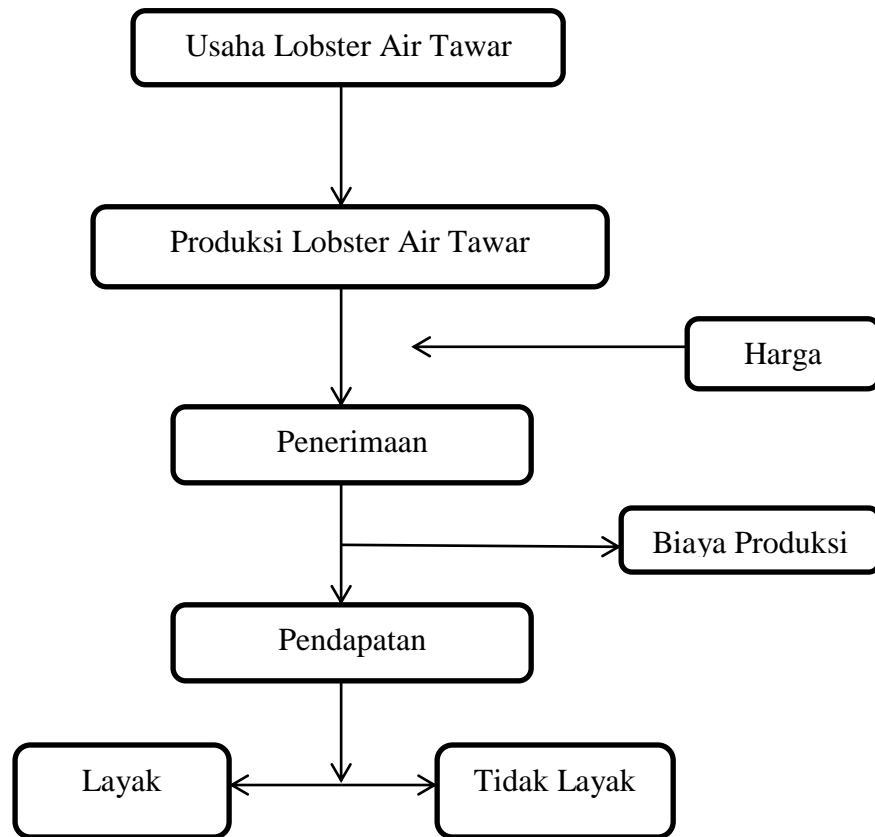 Usaha Lobster Air Tawar
Produksi Lobster Air Tawar
Harga
Penerimaan
Biaya Produksi
Pendapatan
Layak
Tidak Layak